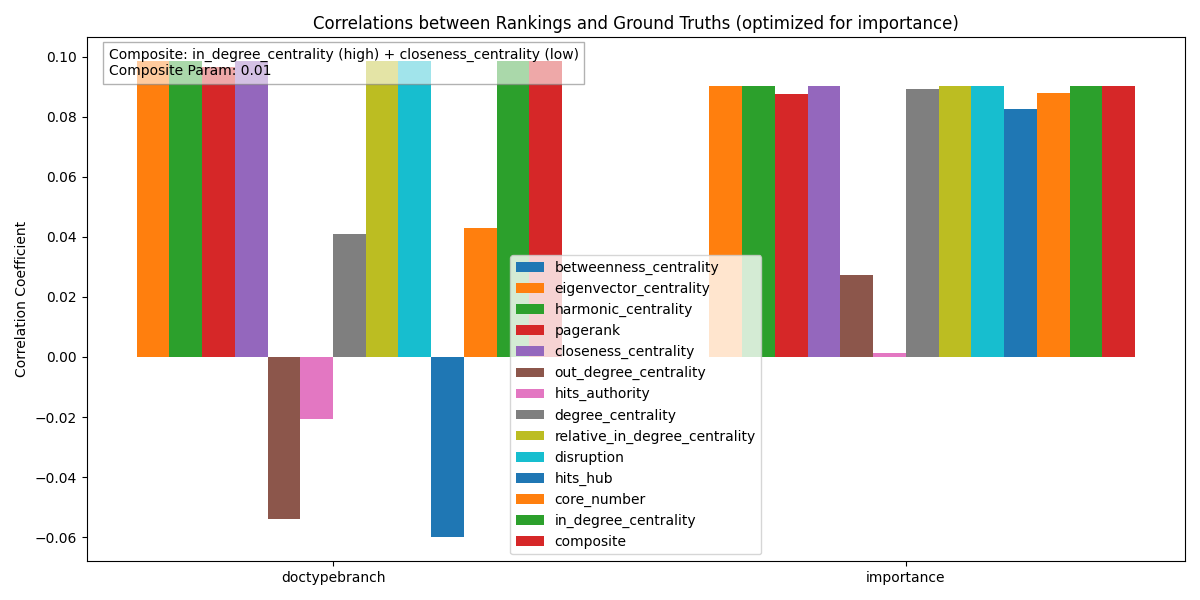 Correlations between Rankings and Ground Truths (optimized for importance)
Composite: in_degree_centrality (high) + closeness_centrality (low)
Composite Param: 0.01
Correlation Coefficient
0.10
0.08
0.06
0.04
0.02
0.00
−0.02
−0.04
−0.06
betweenness_centrality
eigenvector_centrality
harmonic_centrality
pagerank
closeness_centrality
out_degree_centrality
hits_authority
degree_centrality
relative_in_degree_centrality
disruption
hits_hub
core_number
in_degree_centrality
composite
doctypebranch
importance